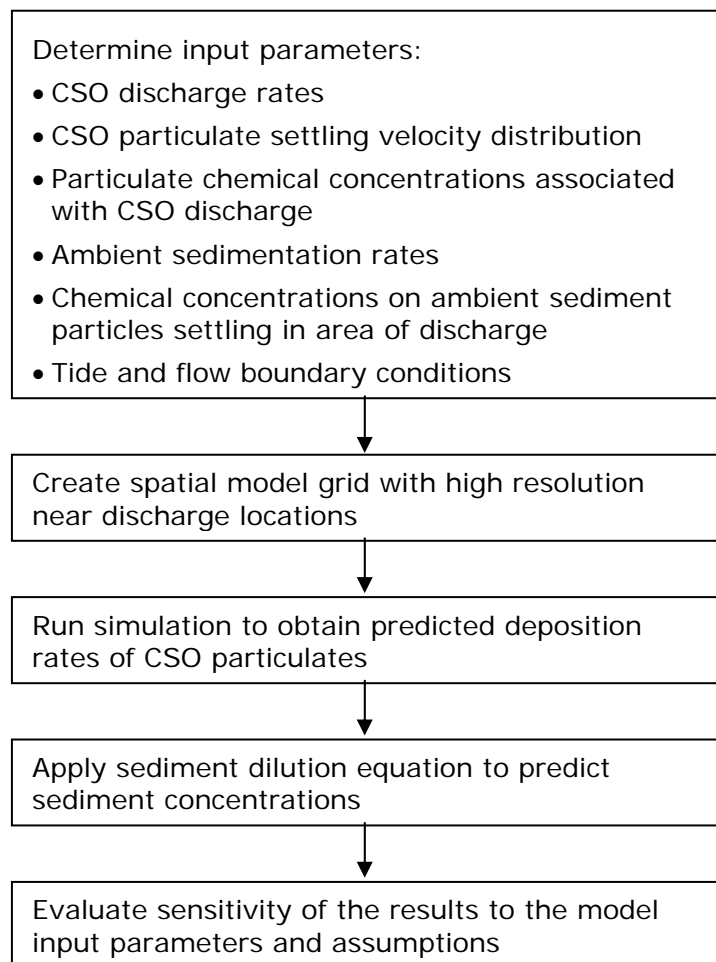 Determine input parameters:
• CSO discharge rates
• CSO particulate settling velocity distribution
• Particulate chemical concentrations associated
with CSO discharge
• Ambient sedimentation rates
• Chemical concentrations on ambient sediment
particles settling in area of discharge
• Tide and flow boundary conditions
Create spatial model grid with high resolution
near discharge locations
Run simulation to obtain predicted deposition
rates of CSO particulates
Apply sediment dilution equation to predict
sediment concentrations
Evaluate sensitivity of the results to the model
input parameters and assumptions